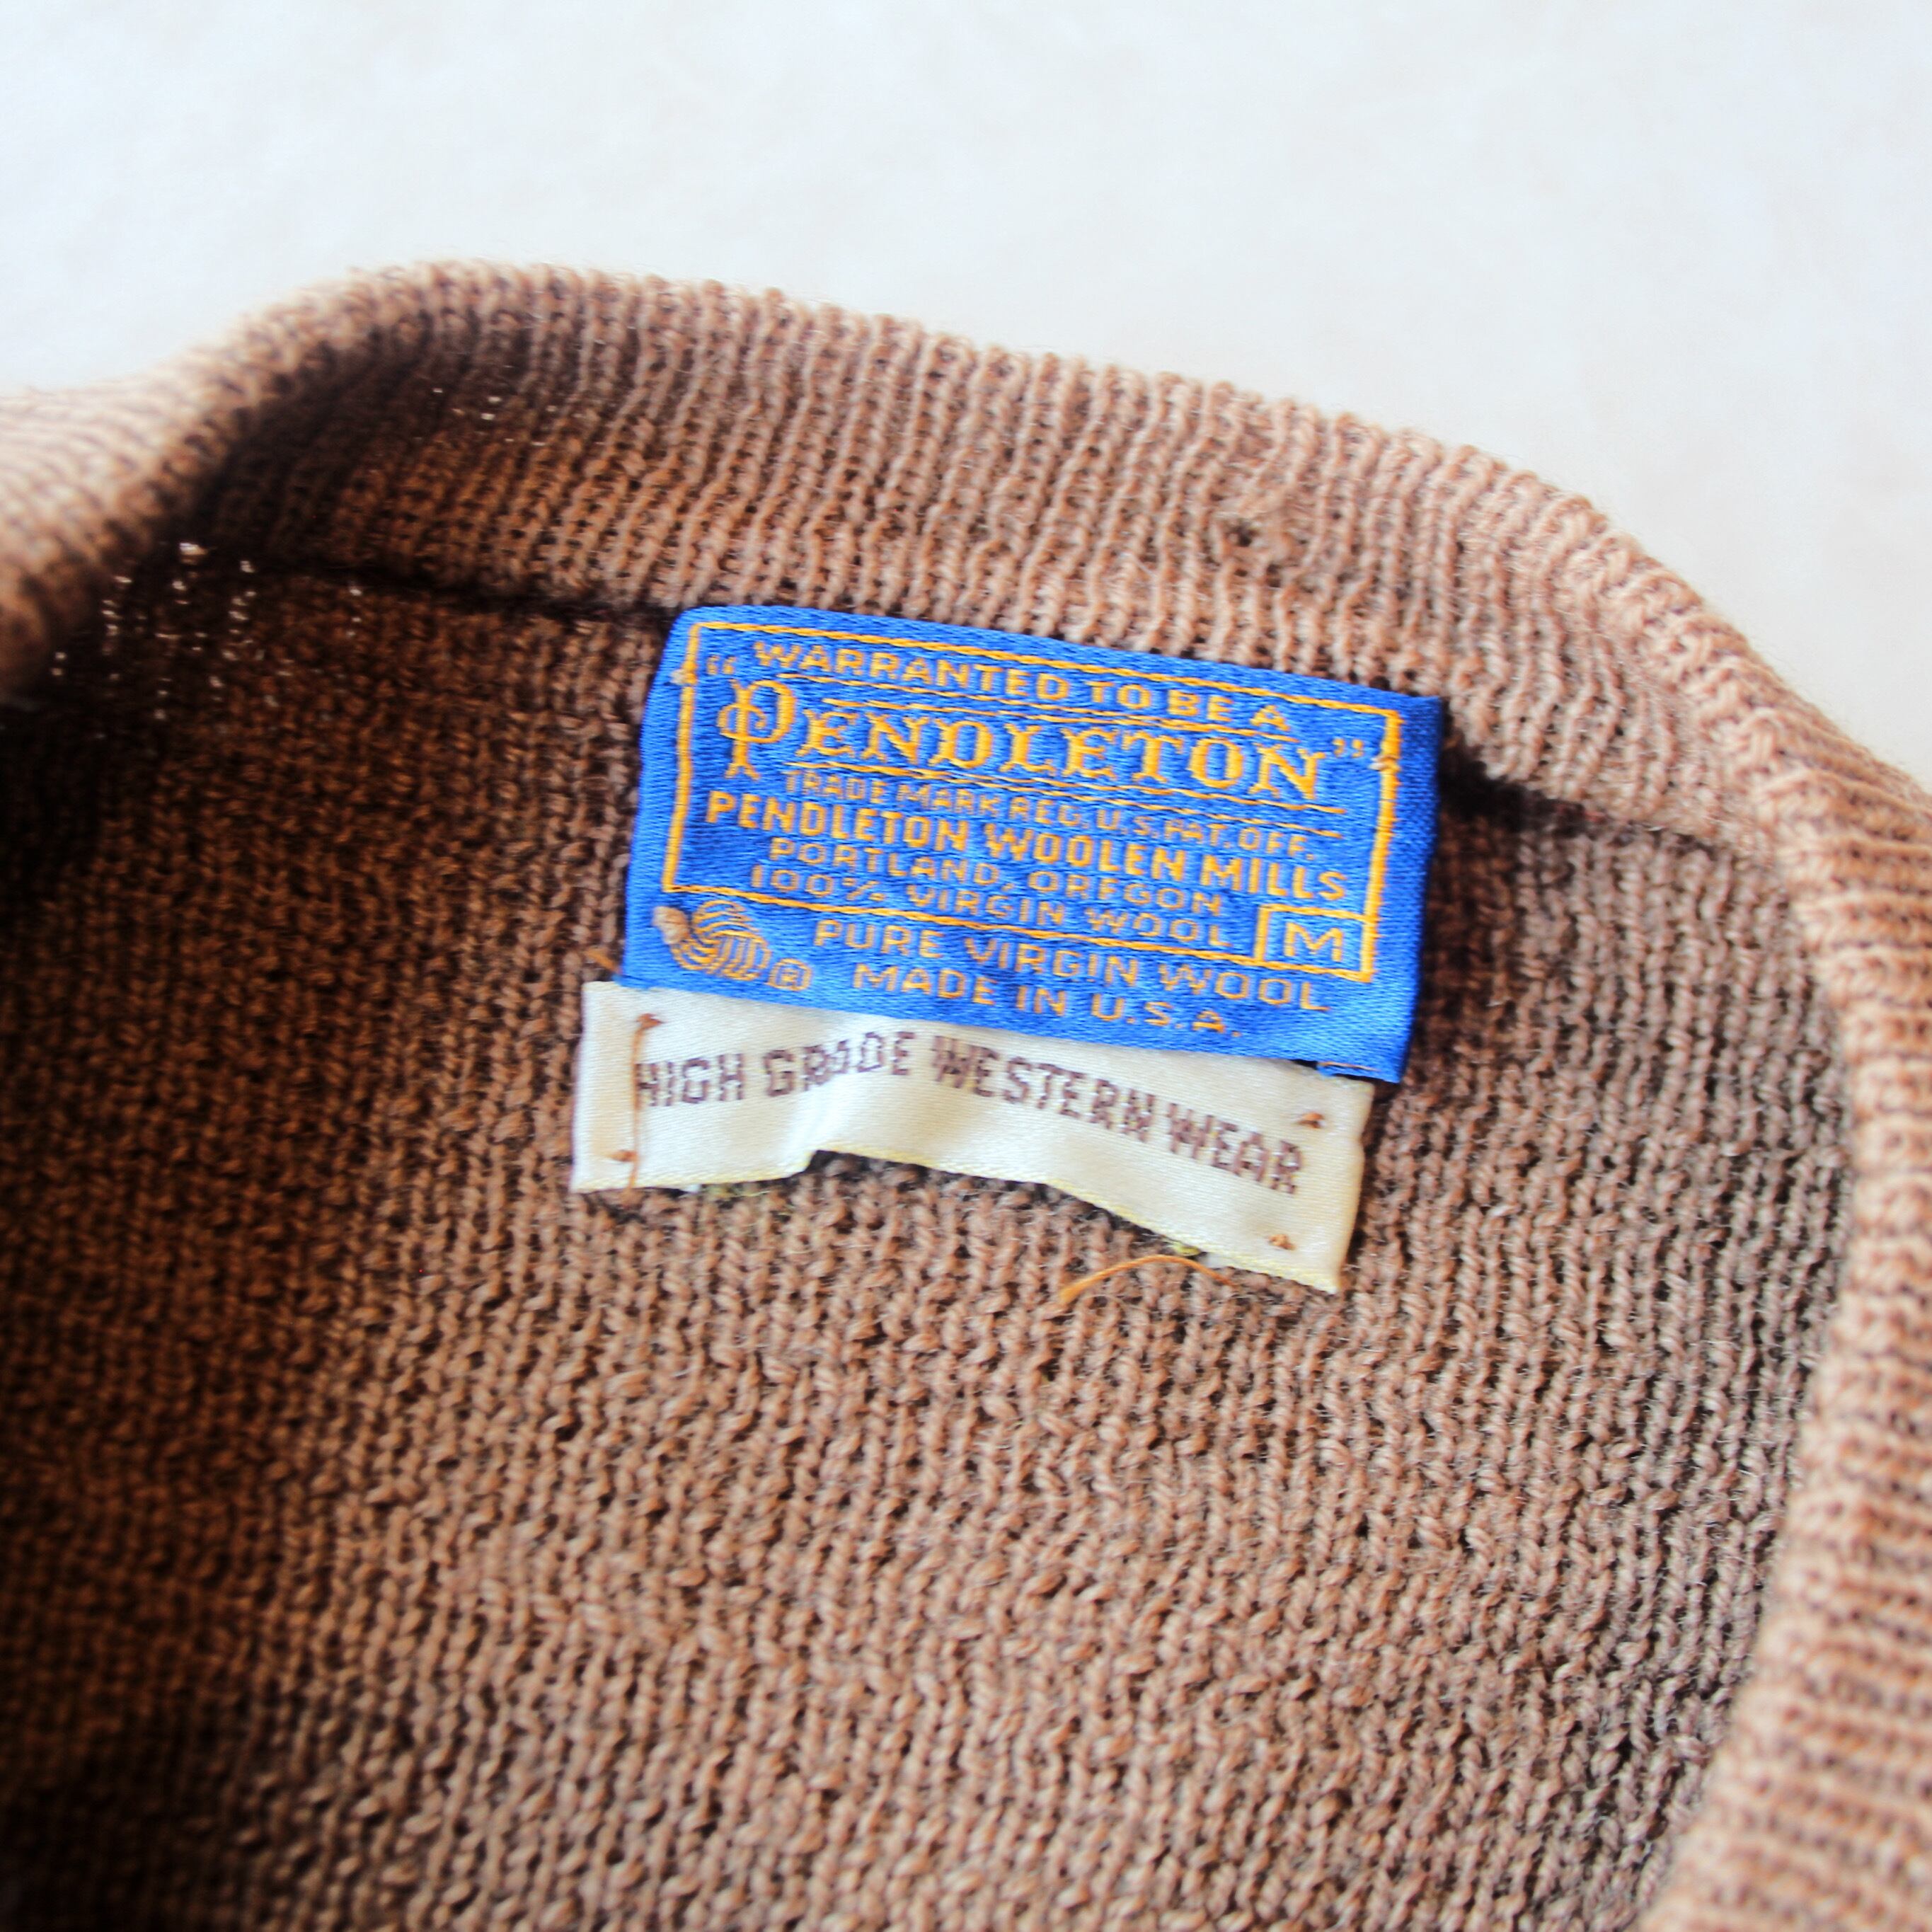 "WARRANTED TO BE A
PENDLETON"
TRADE MARK REG. U.S. PAT. OFF.
PENDLETON WOOLEN MILLS
PORTLAND, OREGON
100% VIRGIN WOOL M
PURE VIRGIN WOOL
® MADE IN U.S.A.
HIGH GRADE WESTERN WEAR